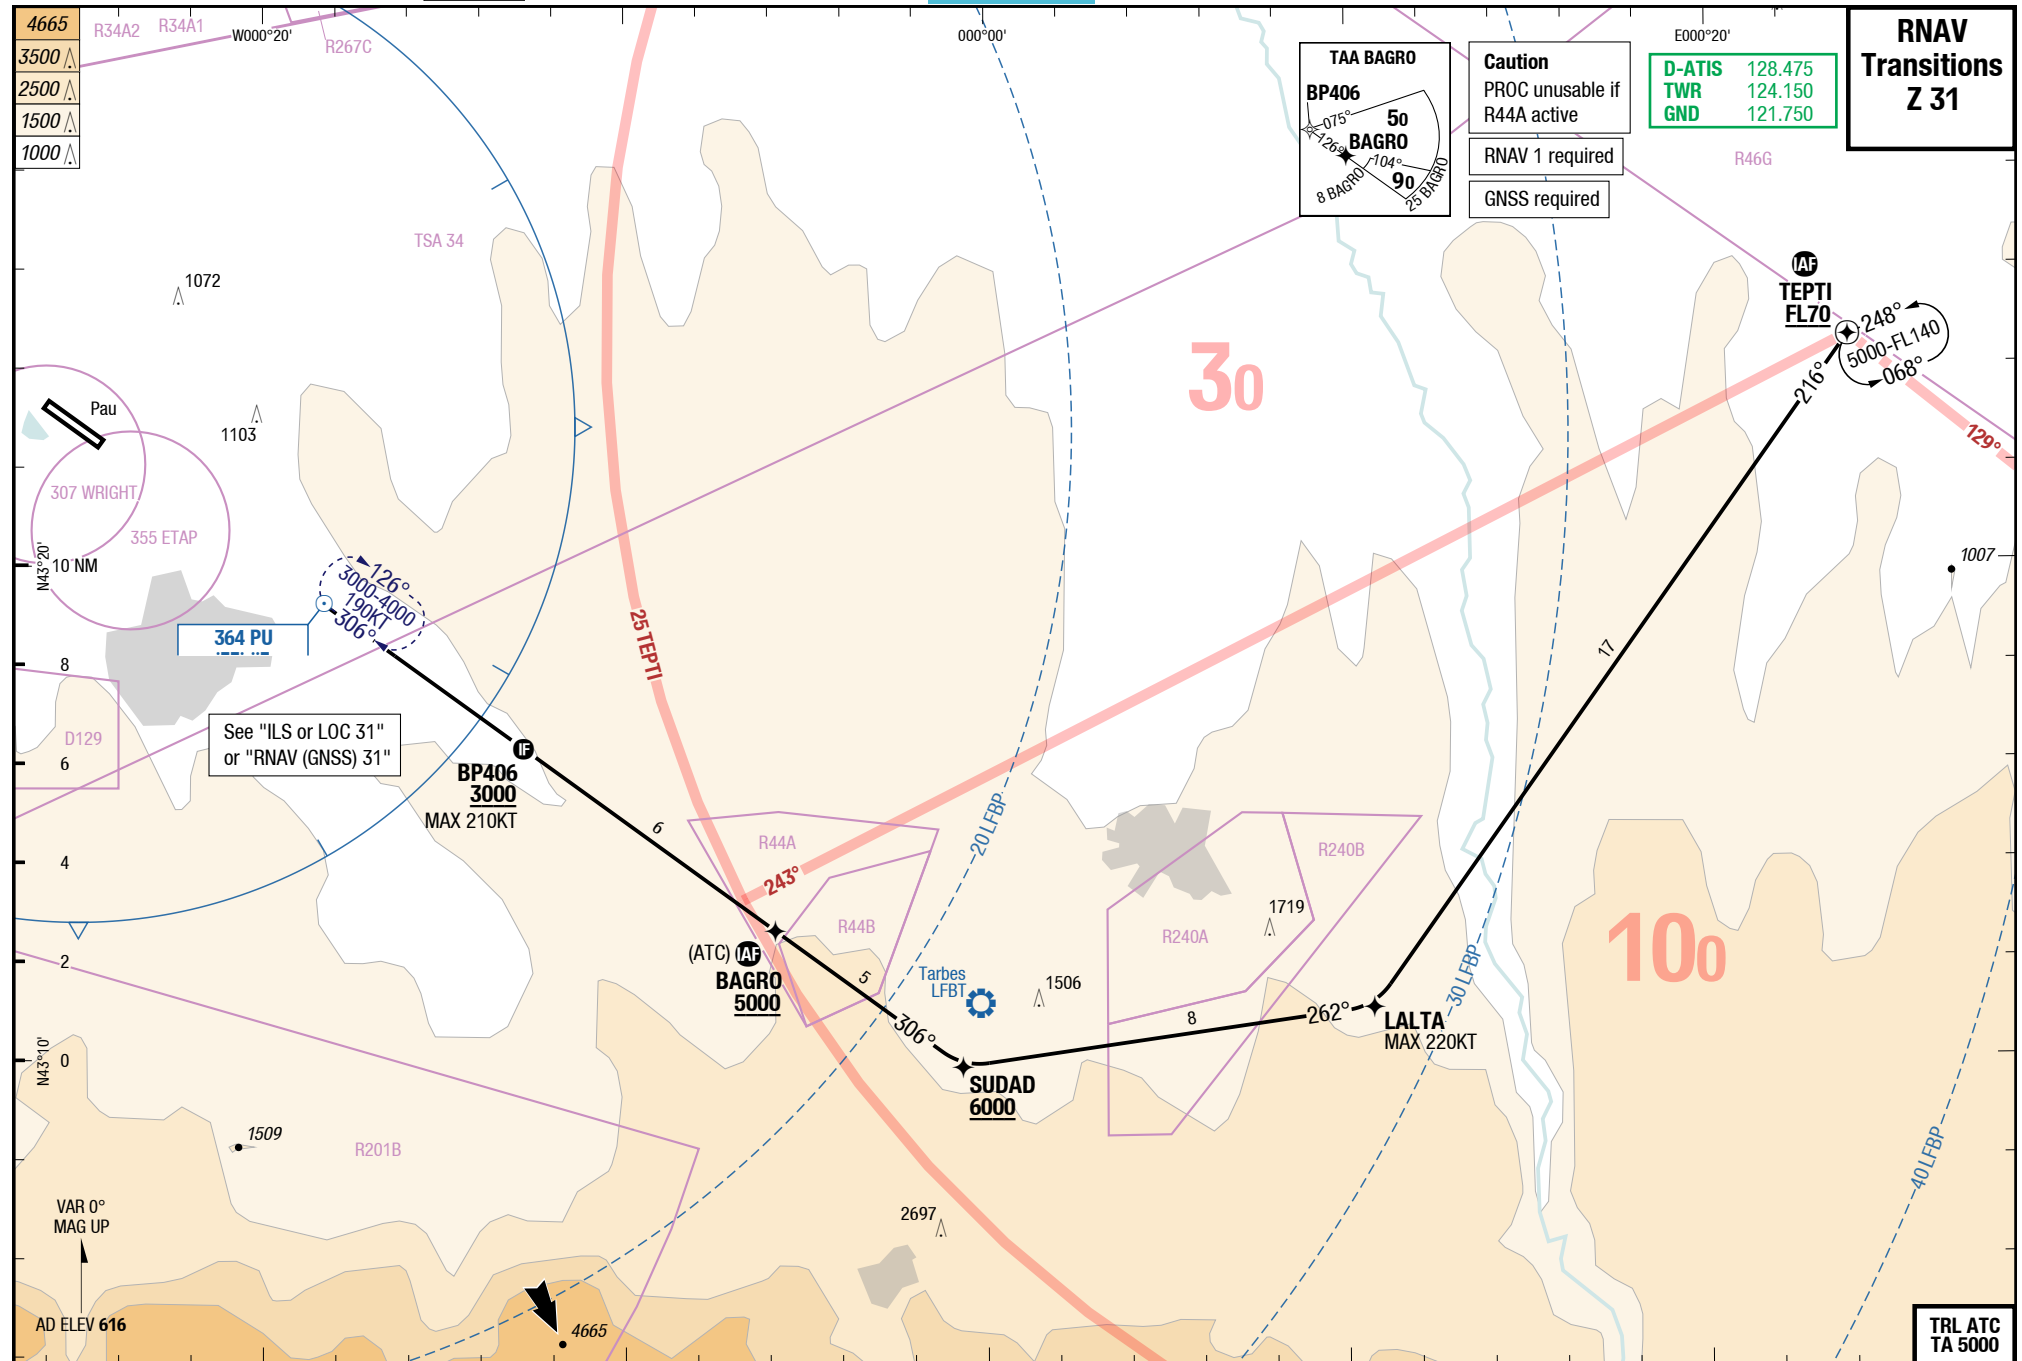 4665
3500
2500
1500
1000
R34A2
R34A1
W000°20'
R267C
000°00'
E000°20'
RNAV
Transitions
Z 31
TAA BAGRO
BP406
075°
50
126°
BAGRO
104°
90
8 BAGRO
25 BAGRO
Caution
PROC unusable if
R44A active
RNAV 1 required
GNSS required
D-ATIS 128.475
TWR 124.150
GND 121.750
R46G
TSA 34
1072
IAF
TEPTI
FL70
248°
5000-FL140
068°
216°
129°
30
Pau
1103
307 WRIGHT
355 ETAP
N43°20'
10 NM
126°
3000-4000
190KT
306°
364 PU
1007
25 TEPTI
17
8
D129
6
See "ILS or LOC 31"
or "RNAV (GNSS) 31"
IF
BP406
3000
MAX 210KT
6
20 LFBP
R44A
243°
R240B
4
R44B
1719
R240A
100
(ATC) IAF
BAGRO
5000
5
Tarbes
LFBT
1506
30 LFBP
2
306°
8
262°
LALTA
MAX 220KT
N43°10'
0
SUDAD
6000
1509
R201B
40 LFBP
VAR 0°
MAG UP
2697
AD ELEV 616
4665
TRL ATC
TA 5000